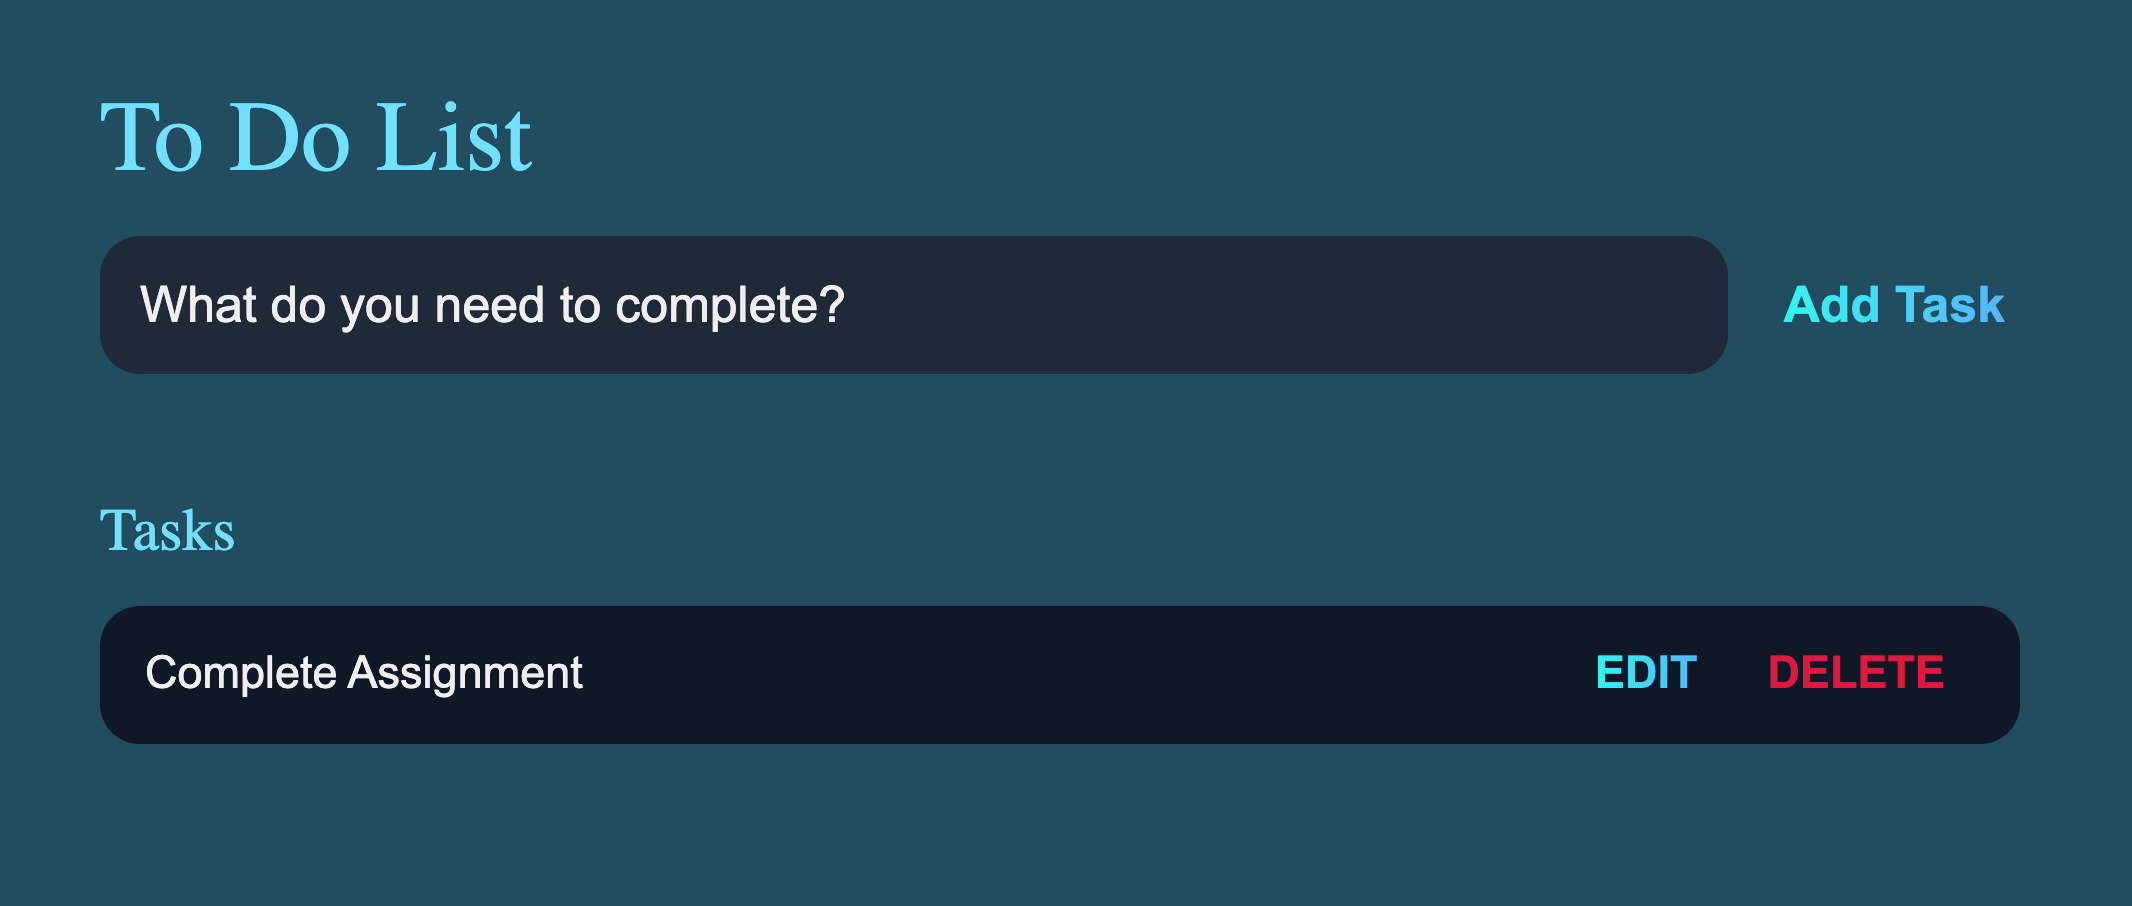 To Do List
What do you need to complete? Add Task
Tasks
Complete Assignment EDIT DELETE